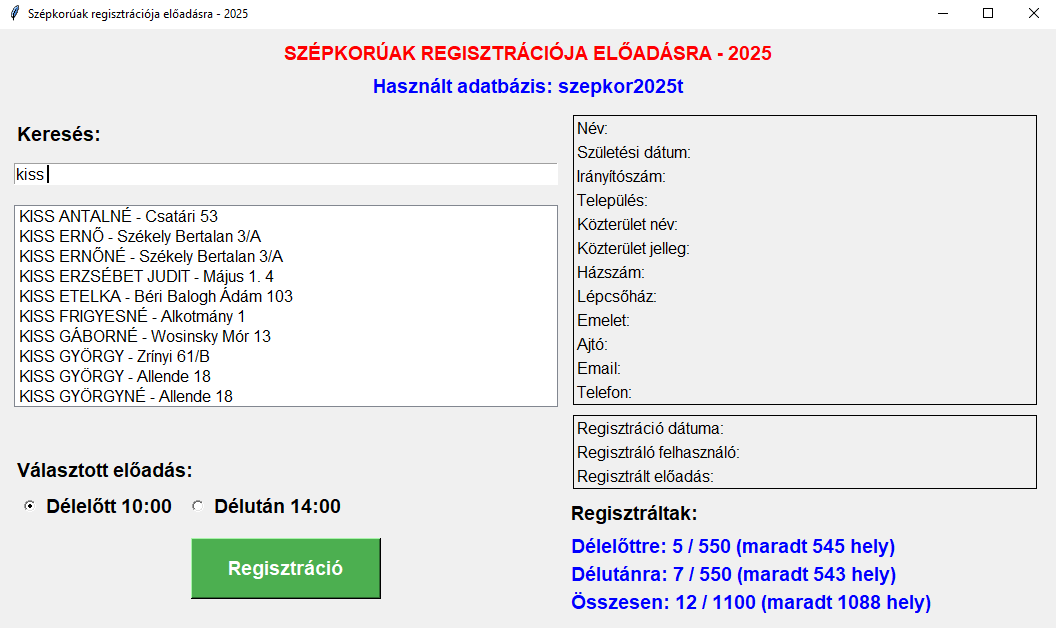 Szépkorúak regisztrációja előadásra - 2025
SZÉPKORÚAK REGISZTRÁCIÓJA ELŐADÁSRA - 2025
Használt adatbázis: szepkor2025t
Keresés:
kiss
KISS ANTALNÉ - Csatári 53
KISS ERNŐ - Székely Bertalan 3/A
KISS ERNŐNÉ - Székely Bertalan 3/A
KISS ERZSÉBET JUDIT - Május 1. 4
KISS ETELKA - Béri Balogh Ádám 103
KISS FRIGYESNÉ - Alkotmány 1
KISS GÁBORNÉ - Wosinsky Mór 13
KISS GYÖRGY - Zrínyi 61/B
KISS GYÖRGY - Allende 18
KISS GYÖRGYNÉ - Allende 18
Választott előadás:
Délelőtt 10:00
Délután 14:00
Regisztráció
Név:
Születési dátum:
Irányítószám:
Település:
Közterület név:
Közterület jelleg:
Házszám:
Lépcsőház:
Emelet:
Ajtó:
Email:
Telefon:
Regisztráció dátuma:
Regisztráló felhasználó:
Regisztrált előadás:
Regisztráltak:
Délelőttre: 5 / 550 (maradt 545 hely)
Délutánra: 7 / 550 (maradt 543 hely)
Összesen: 12 / 1100 (maradt 1088 hely)